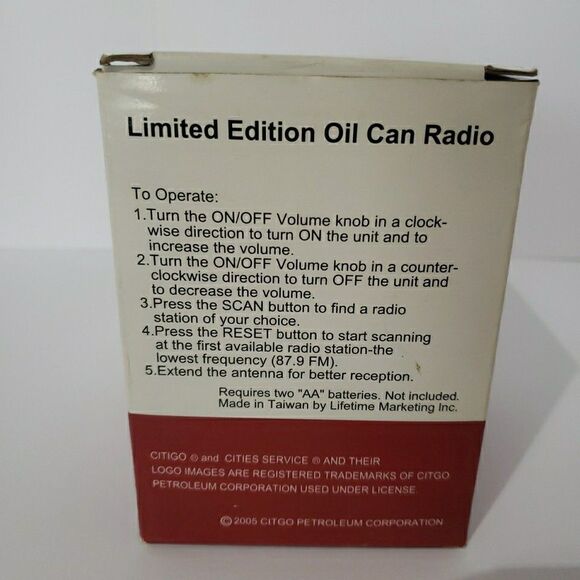 Limited Edition Oil Can Radio
To Operate:
1.Turn the ON/OFF Volume knob in a clock-
wise direction to turn ON the unit and to
increase the volume.
2.Turn the ON/OFF Volume knob in a counter-
clockwise direction to turn OFF the unit and
to decrease the volume.
3.Press the SCAN button to find a radio
station of your choice.
4.Press the RESET button to start scanning
at the first available radio station-the
lowest frequency (87.9 FM).
5.Extend the antenna for better reception.
Requires two "AA" batteries. Not included.
Made in Taiwan by Lifetime Marketing Inc.
CITIGO ® and CITIES SERVICE ® AND THEIR
LOGO IMAGES ARE REGISTERED TRADEMARKS OF CITGO
PETROLEUM CORPORATION USED UNDER LICENSE.
© 2005 CITGO PETROLEUM CORPORATION